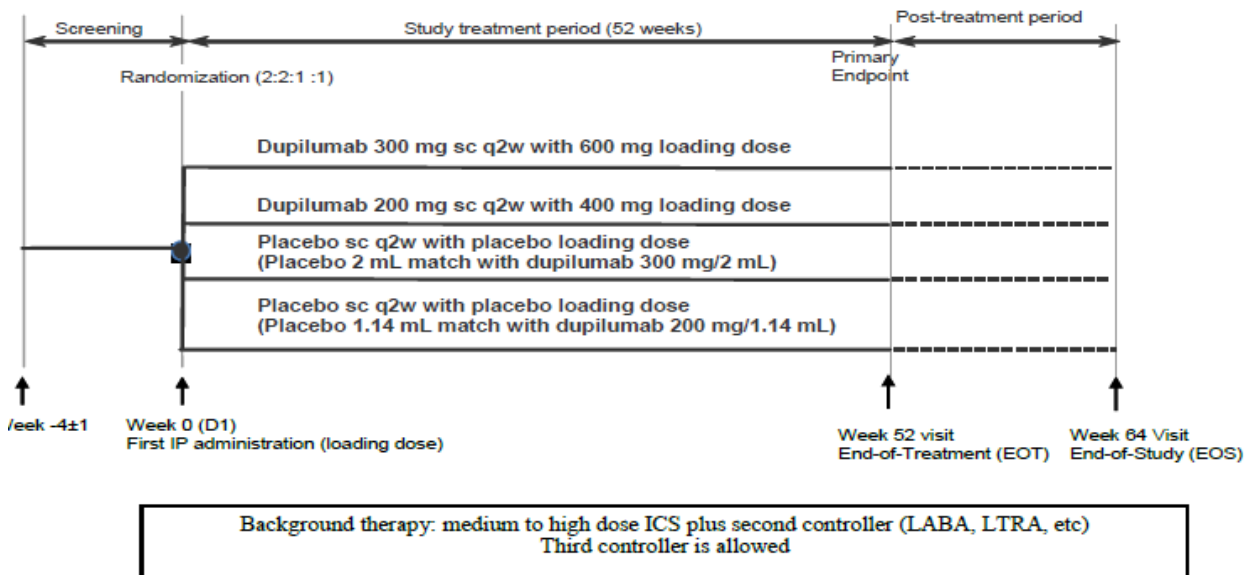 Screening
Study treatment period (52 weeks)
Post-treatment period
Randomization (2:2:1 :1)
Primary
Endpoint
Dupilumab 300 mg sc q2w with 600 mg loading dose
Dupilumab 200 mg sc q2w with 400 mg loading dose
Placebo sc q2w with placebo loading dose
(Placebo 2 mL match with dupilumab 300 mg/2 mL)
Placebo sc q2w with placebo loading dose
(Placebo 1.14 mL match with dupilumab 200 mg/1.14 mL)
/eek -4±1
Week 0 (D1)
First IP administration (loading dose)
Week 52 visit
End-of-Treatment (EOT)
Week 64 Visit
End-of-Study (EOS)
Background therapy: medium to high dose ICS plus second controller (LABA, LTRA, etc)
Third controller is allowed